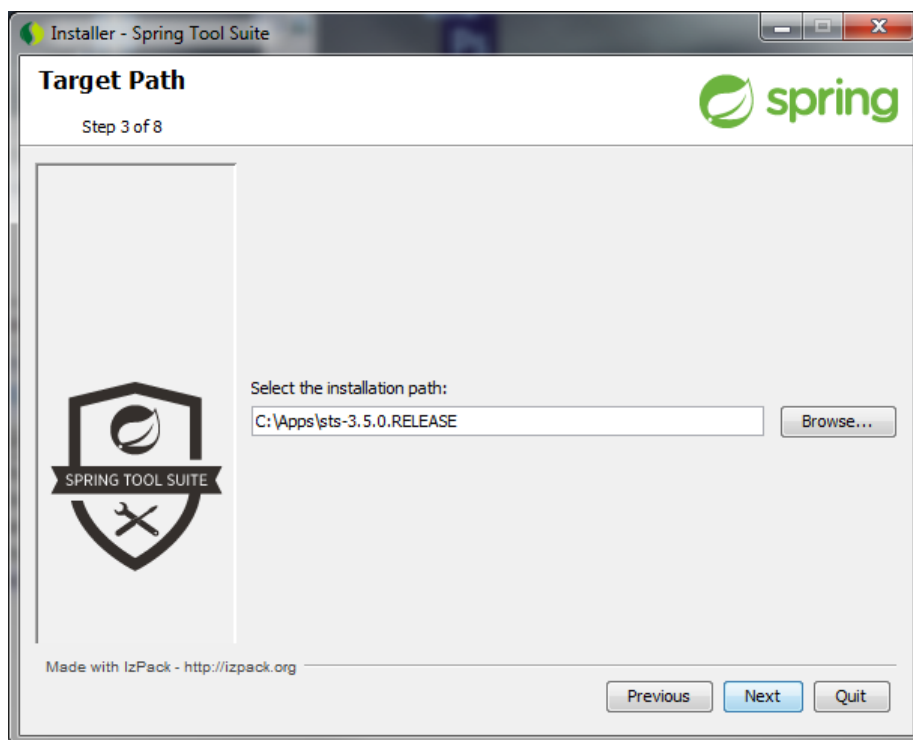 Installer - Spring Tool Suite
Target Path
Step 3 of 8
spring
Select the installation path:
C:\Apps\sts-3.5.0.RELEASE
Browse...
SPRING TOOL SUITE
Made with IzPack - http://izpack.org
Previous
Next
Quit